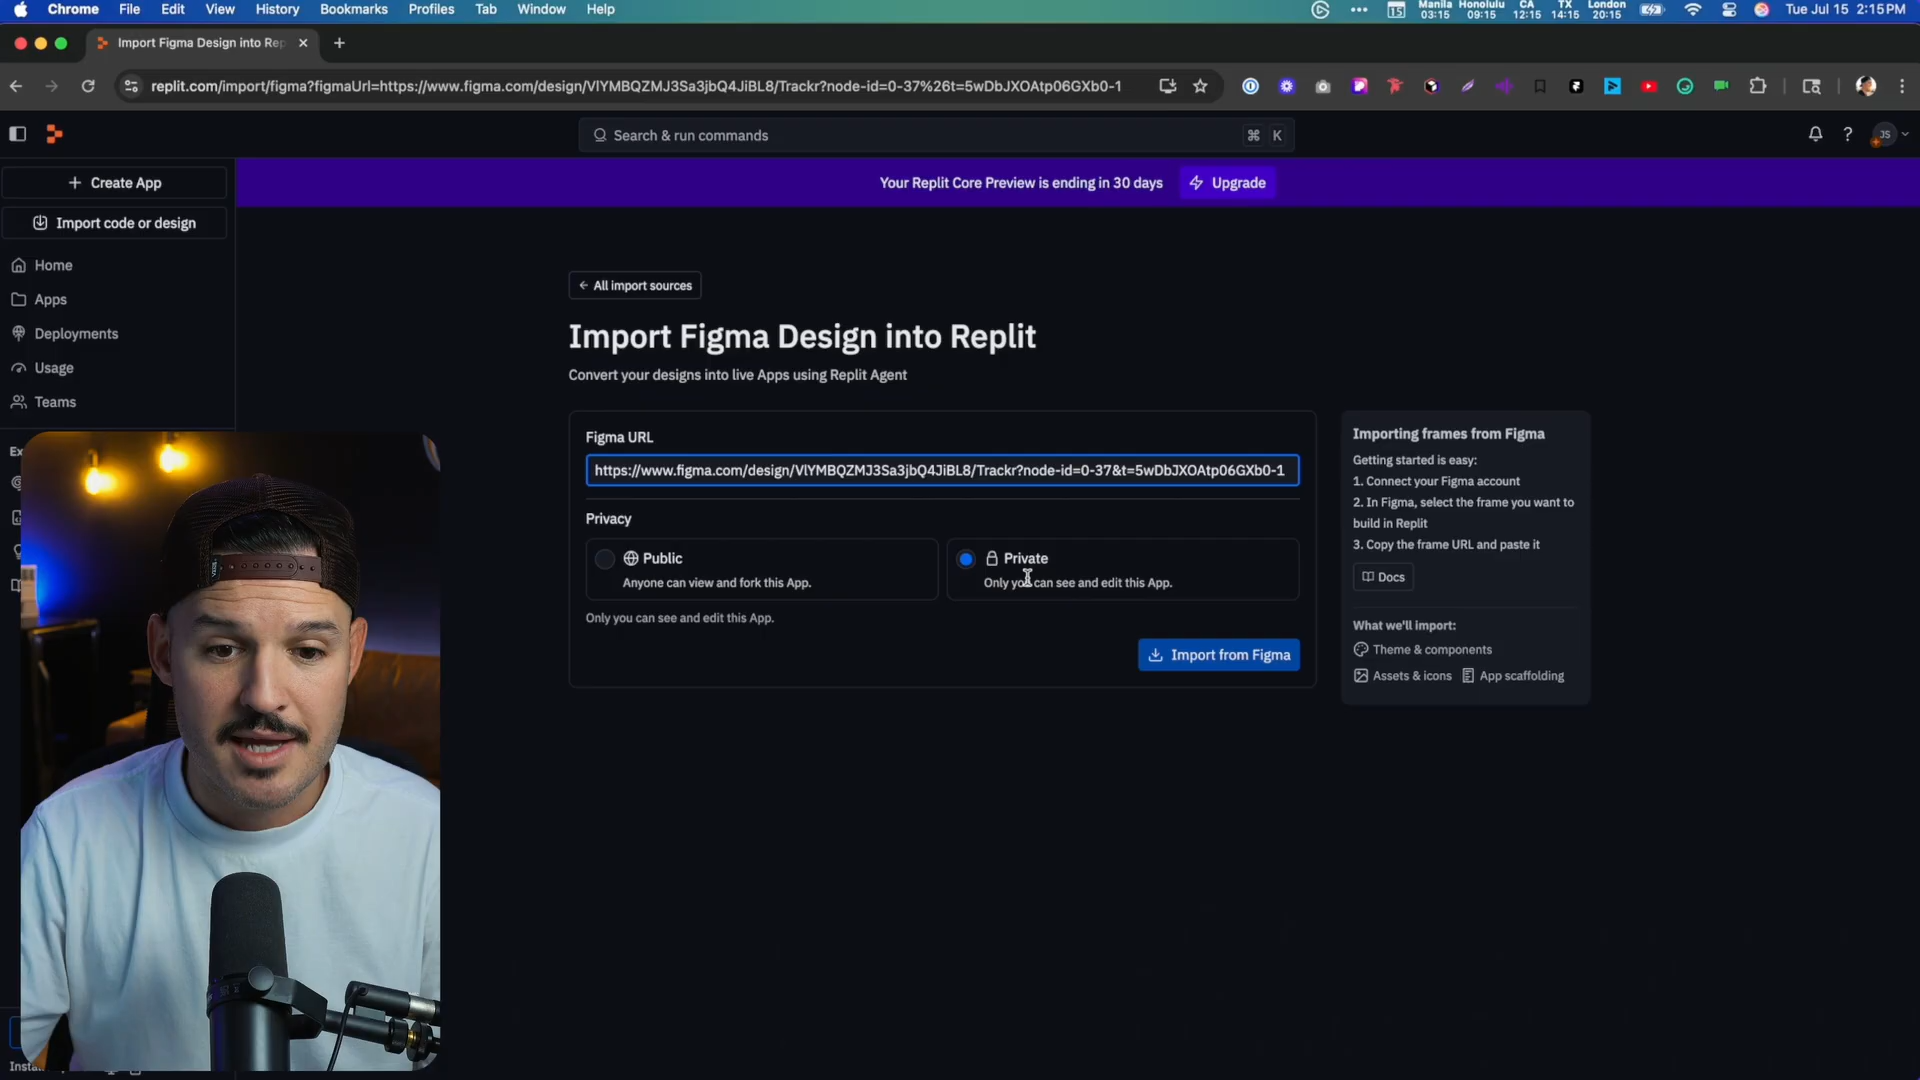 Chrome File Edit View History Bookmarks Profiles Tab Window Help
15 Manila Honolulu CA TX London
03:15 09:15 12:15 14:15 20:15
Tue Jul 15 2:15 PM
Import Figma Design into Rep
replit.com/import/figma?figmaUrl=https://www.figma.com/design/VlYMBQZMJ3Sa3jbQ4JiBL8/Trackr?node-id=0-37%26t=5wDbJXOAtp06GXb0-1
Search & run commands ⌘ K
? JS
+ Create App
Your Replit Core Preview is ending in 30 days Upgrade
Import code or design
Home
Apps
Deployments
Usage
Teams
Ex
Insta
← All import sources
Import Figma Design into Replit
Convert your designs into live Apps using Replit Agent
Figma URL
https://www.figma.com/design/VlYMBQZMJ3Sa3jbQ4JiBL8/Trackr?node-id=0-37&t=5wDbJXOAtp06GXb0-1
Privacy
Public
Anyone can view and fork this App.
Private
Only you can see and edit this App.
Only you can see and edit this App.
Import from Figma
Importing frames from Figma
Getting started is easy:
1. Connect your Figma account
2. In Figma, select the frame you want to
build in Replit
3. Copy the frame URL and paste it
Docs
What we'll import:
Theme & components
Assets & icons App scaffolding